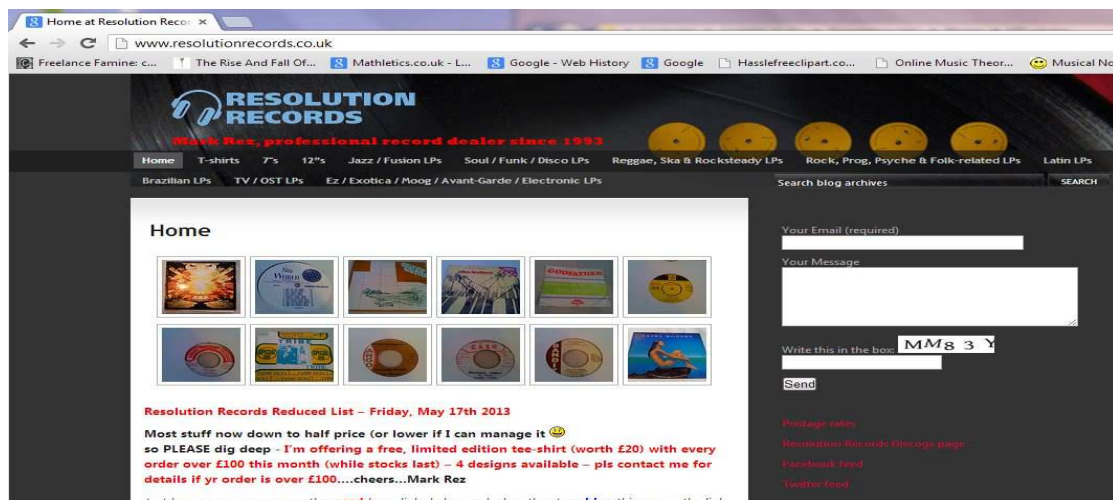 Home at Resolution Recor
www.resolutionrecords.co.uk
Freelance Famine: c... The Rise And Fall Of... Mathletics.co.uk - L... Google - Web History Google Hasslefreeclipart.co... Online Music Theor... Musical No
RESOLUTION
RECORDS
Mark Rez, professional record dealer since 1993
Home T-shirts 7"s 12"s Jazz / Fusion LPs Soul / Funk / Disco LPs Reggae, Ska & Rocksteady LPs Rock, Prog, Psyche & Folk-related LPs Latin LPs
Brazilian LPs TV / OST LPs Ez / Exotica / Moog / Avant-Garde / Electronic LPs
Search blog archives SEARCH
Home
Resolution Records Reduced List – Friday, May 17th 2013
Most stuff now down to half price (or lower if I can manage it
so PLEASE dig deep - I'm offering a free, limited edition tee-shirt (worth £20) with every
order over £100 this month (while stocks last) – 4 designs available – pls contact me for
details if yr order is over £100....cheers...Mark Rez
Your Email (required)
Your Message
Write this in the box: MM83Y
Send
Postage rates
Resolution Records Discogs page
Facebook feed
Twitter feed